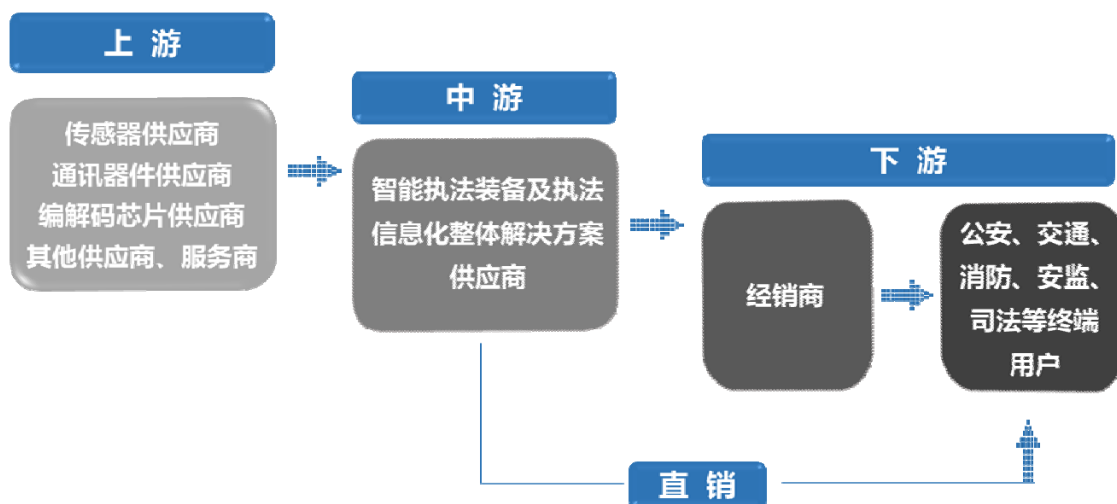 上 游
传感器供应商
通讯器件供应商
编解码芯片供应商
其他供应商、服务商
中 游
智能执法装备及执法
信息化整体解决方案
供应商
下 游
经销商
公安、交通、
消防、安监、
司法等终端
用户
直 销